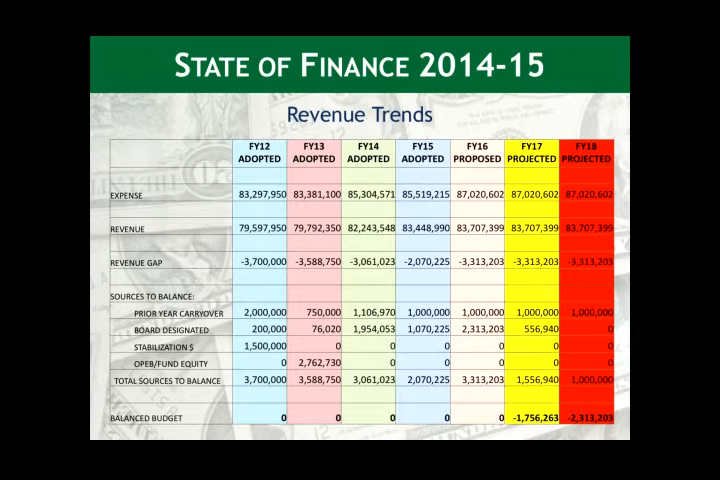 STATE OF FINANCE 2014-15
Revenue Trends
FY12 ADOPTED FY13 ADOPTED FY14 ADOPTED FY15 ADOPTED FY16 PROPOSED FY17 PROJECTED FY18 PROJECTED
EXPENSE 83,297,950 83,381,100 85,304,571 85,519,215 87,020,602 87,020,602 87,020,602
REVENUE 79,597,950 79,792,350 82,243,548 83,448,990 83,707,399 83,707,399 83,707,399
REVENUE GAP -3,700,000 -3,588,750 -3,061,023 -2,070,225 -3,313,203 -3,313,203 -3,313,203
SOURCES TO BALANCE:
PRIOR YEAR CARRYOVER 2,000,000 750,000 1,106,970 1,000,000 1,000,000 1,000,000 1,000,000
BOARD DESIGNATED 200,000 76,020 1,954,053 1,070,225 2,313,203 556,940 0
STABILIZATION $ 1,500,000 0 0 0 0 0 0
OPEB/FUND EQUITY 0 2,762,730 0 0 0 0 0
TOTAL SOURCES TO BALANCE 3,700,000 3,588,750 3,061,023 2,070,225 3,313,203 1,556,940 1,000,000
BALANCED BUDGET 0 0 0 0 0 -1,756,263 -2,313,203